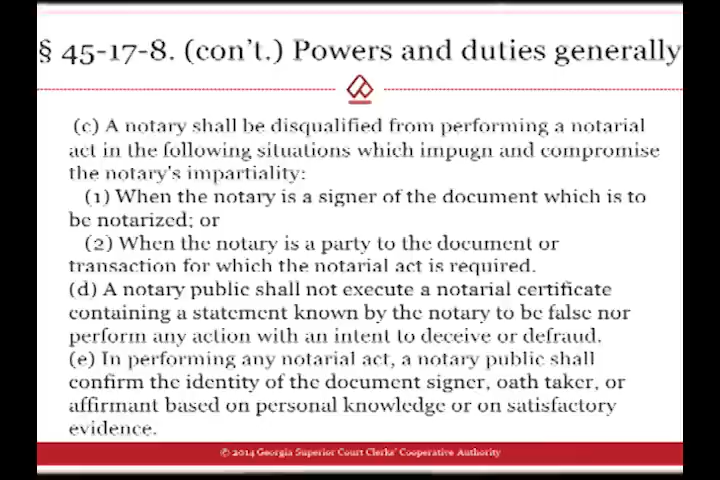 § 45-17-8. (con't.) Powers and duties generally
(c) A notary shall be disqualified from performing a notarial
act in the following situations which impugn and compromise
the notary's impartiality:
(1) When the notary is a signer of the document which is to
be notarized; or
(2) When the notary is a party to the document or
transaction for which the notarial act is required.
(d) A notary public shall not execute a notarial certificate
containing a statement known by the notary to be false nor
perform any action with an intent to deceive or defraud.
(e) In performing any notarial act, a notary public shall
confirm the identity of the document signer, oath taker, or
affirmant based on personal knowledge or on satisfactory
evidence.
© 2014 Georgia Superior Court Clerks' Cooperative Authority